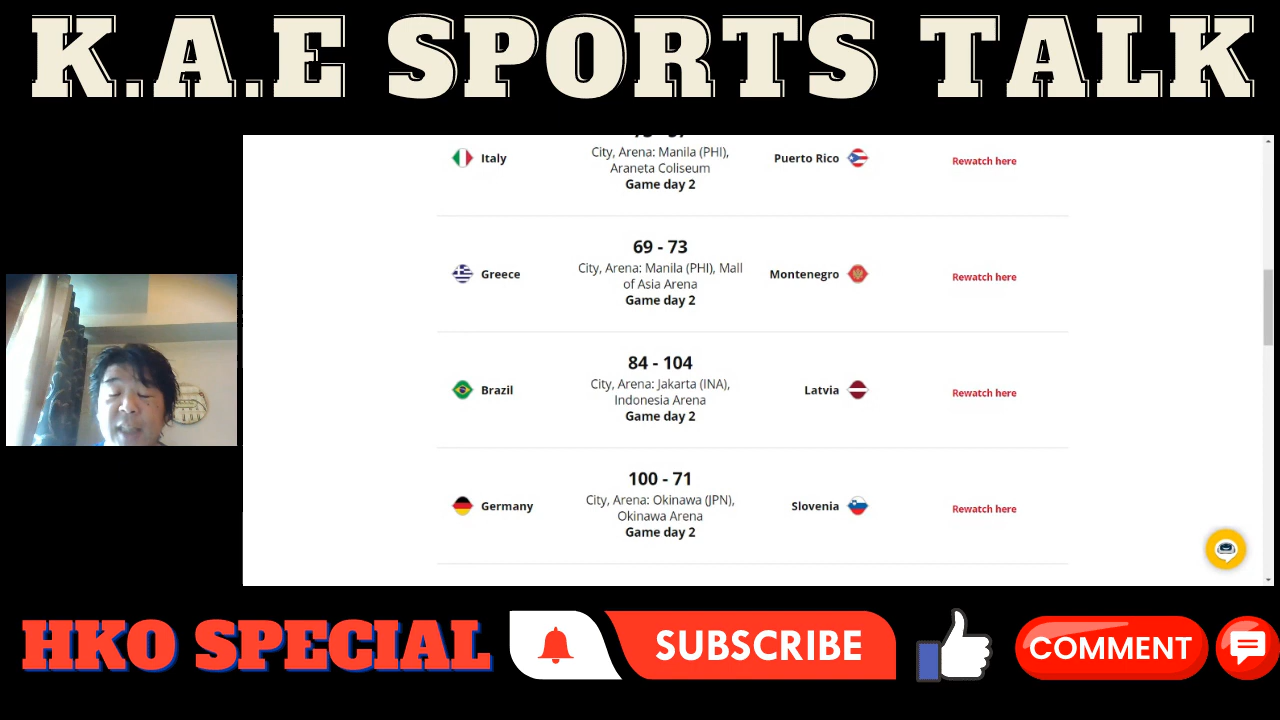 K.A.E SPORTS TALK
Italy
City, Arena: Manila (PHI),
Araneta Coliseum
Game day 2
Puerto Rico
Rewatch here
69 - 73
Greece
City, Arena: Manila (PHI), Mall
of Asia Arena
Game day 2
Montenegro
Rewatch here
84 - 104
Brazil
City, Arena: Jakarta (INA),
Indonesia Arena
Game day 2
Latvia
Rewatch here
100 - 71
Germany
City, Arena: Okinawa (JPN),
Okinawa Arena
Game day 2
Slovenia
Rewatch here
HKO SPECIAL
SUBSCRIBE
COMMENT